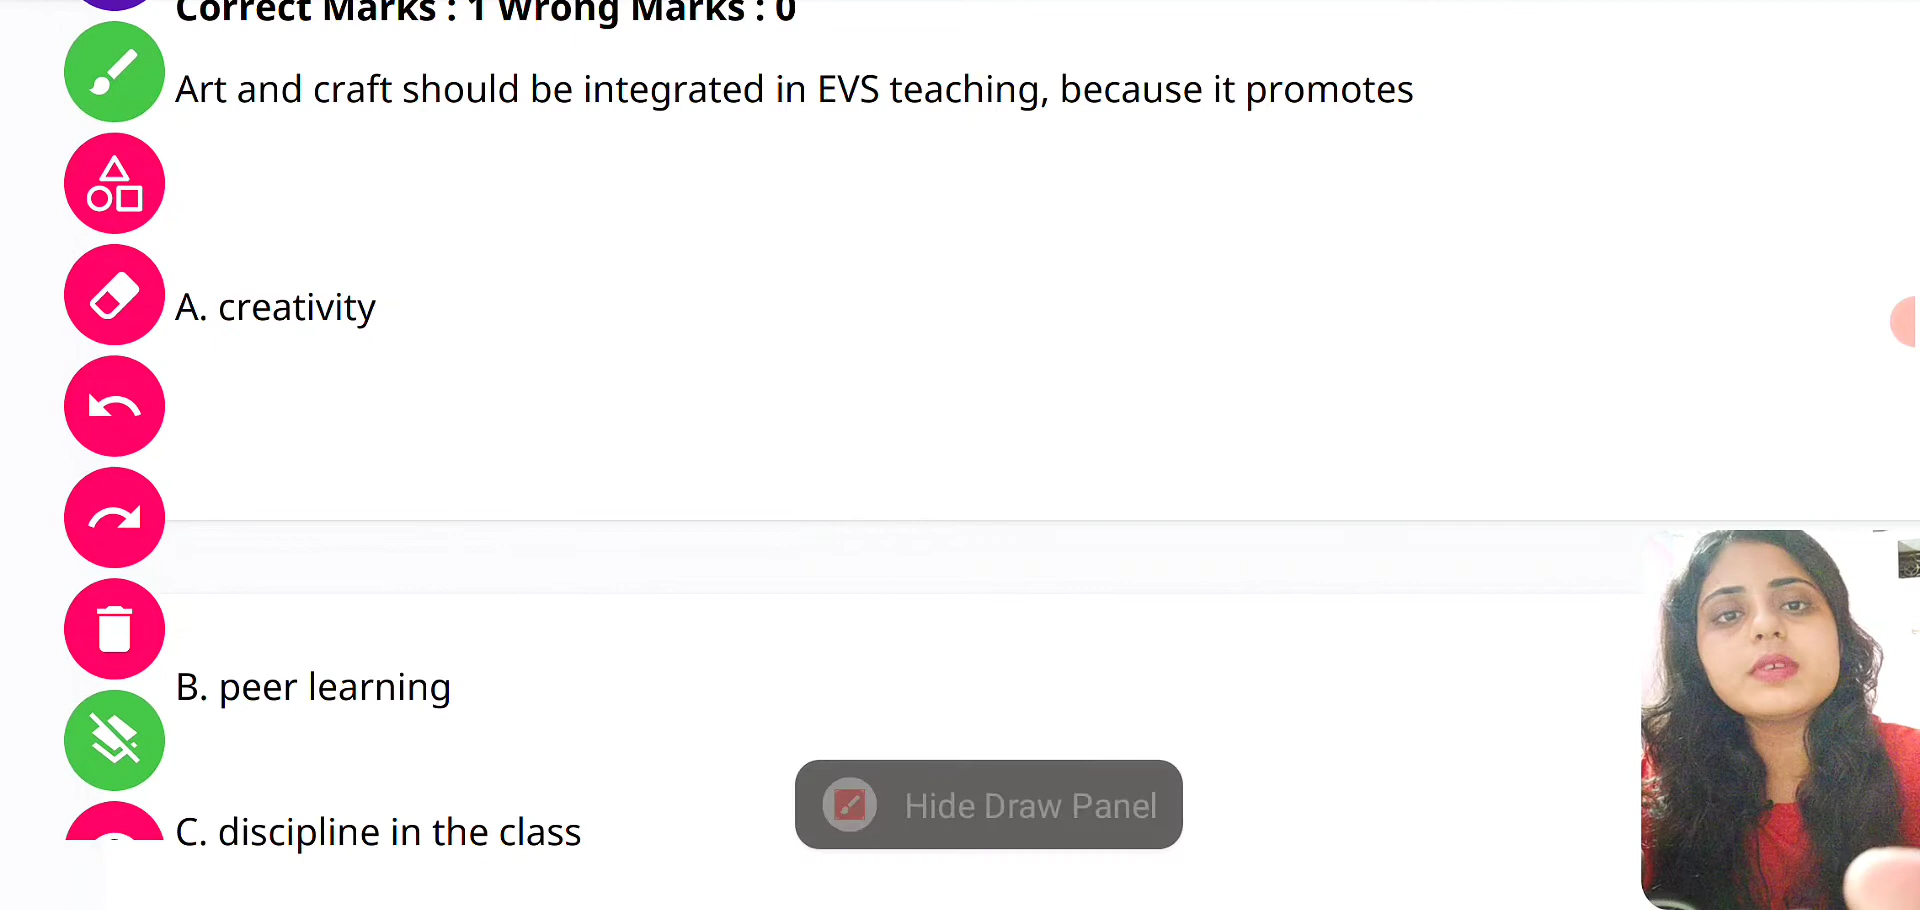 Correct Marks : 1 Wrong Marks : 0
Art and craft should be integrated in EVS teaching, because it promotes
A. creativity
B. peer learning
Hide Draw Panel
C. discipline in the class